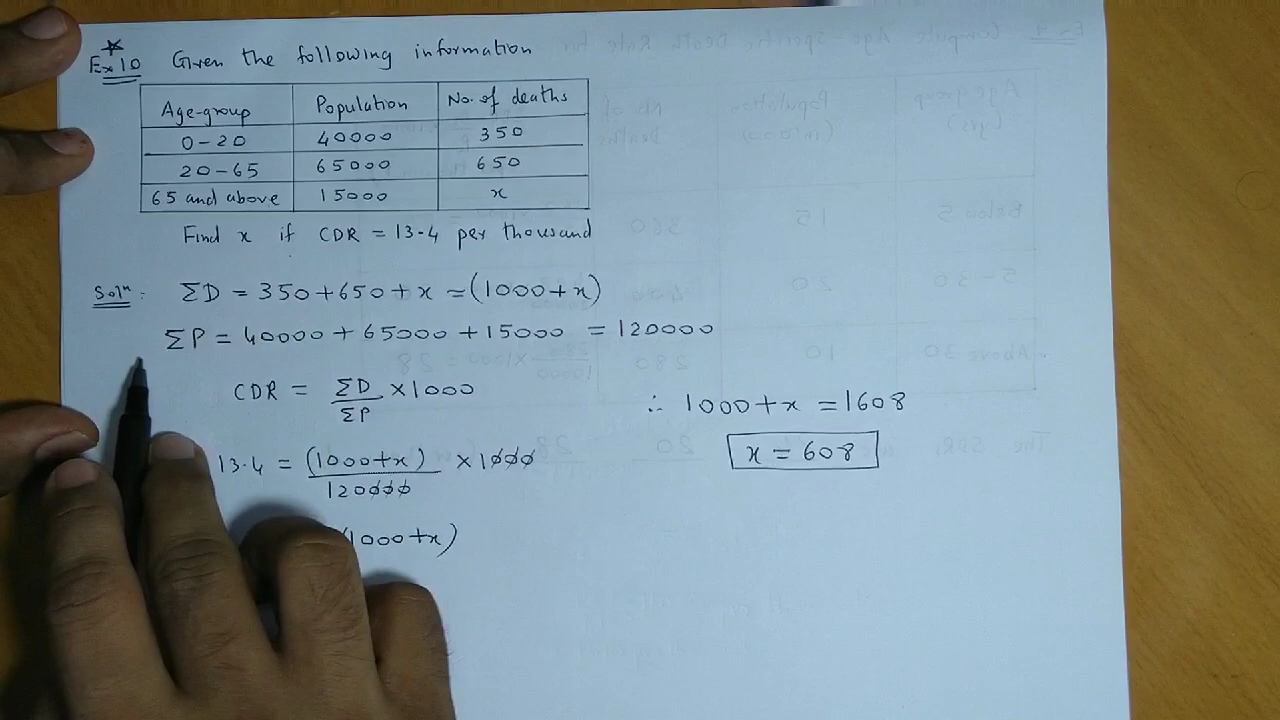 Ex 10 Given the following information
Age-group Population No. of deaths
0-20 40000 350
20-65 65000 650
65 and above 15000 x
Find x if CDR = 13.4 per thousand
Solⁿ: ΣD = 350+650+x = (1000+x)
ΣP = 40000+65000+15000 = 120000
CDR = ΣD/ΣP ×1000
13.4 = (1000+x)/120000 ×1000
(1000+x)
∴ 1000+x = 1608
x = 608